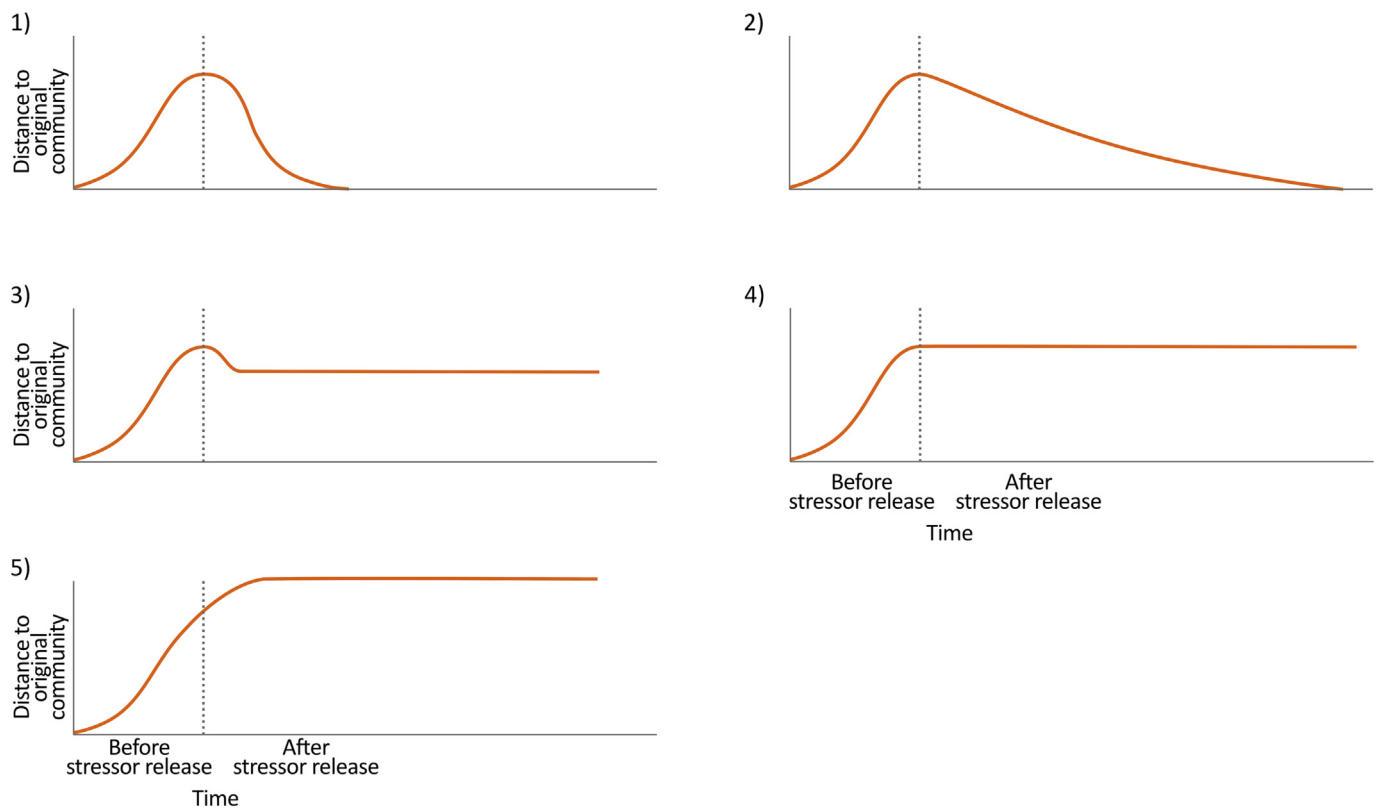 1)
Distance to
original
community
2)
3)
Distance to
original
community
4)
Before
stressor release
After
stressor release
Time
5)
Distance to
original
community
Before
stressor release
After
stressor release
Time